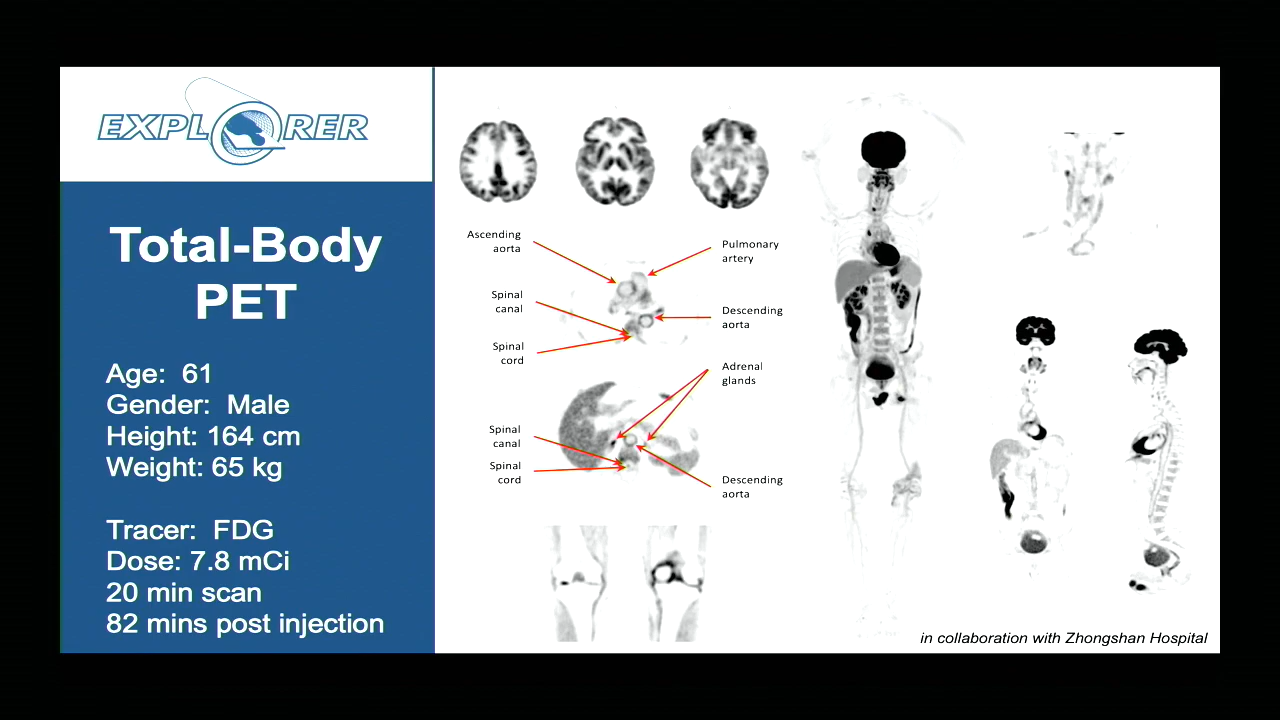 EXPLORER
Total-Body
PET
Age: 61
Gender: Male
Height: 164 cm
Weight: 65 kg
Tracer: FDG
Dose: 7.8 mCi
20 min scan
82 mins post injection
Ascending
aorta
Pulmonary
artery
Spinal
canal
Descending
aorta
Spinal
cord
Adrenal
glands
Spinal
canal
Spinal
cord
Descending
aorta
in collaboration with Zhongshan Hospital